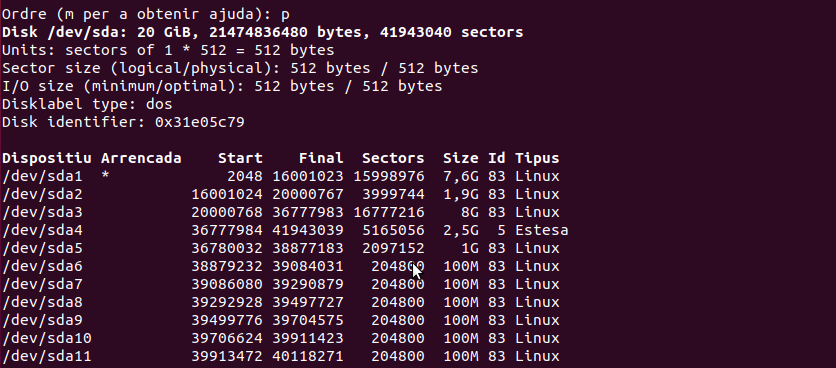 Ordre (m per a obtenir ajuda): p
Disk /dev/sda: 20 GiB, 21474836480 bytes, 41943040 sectors
Units: sectors of 1 * 512 = 512 bytes
Sector size (logical/physical): 512 bytes / 512 bytes
I/O size (minimum/optimal): 512 bytes / 512 bytes
Disklabel type: dos
Disk identifier: 0x31e05c79
Dispositiu Arrencada Start Final Sectors Size Id Tipus
/dev/sda1 * 2048 16001023 15998976 7,6G 83 Linux
/dev/sda2 16001024 20000767 3999744 1,9G 83 Linux
/dev/sda3 20000768 36777983 16777216 8G 83 Linux
/dev/sda4 36777984 41943039 5165056 2,5G 5 Estesa
/dev/sda5 36780032 38877183 2097152 1G 83 Linux
/dev/sda6 38879232 39084031 204800 100M 83 Linux
/dev/sda7 39086080 39290879 204800 100M 83 Linux
/dev/sda8 39292928 39497727 204800 100M 83 Linux
/dev/sda9 39499776 39704575 204800 100M 83 Linux
/dev/sda10 39706624 39911423 204800 100M 83 Linux
/dev/sda11 39913472 40118271 204800 100M 83 Linux